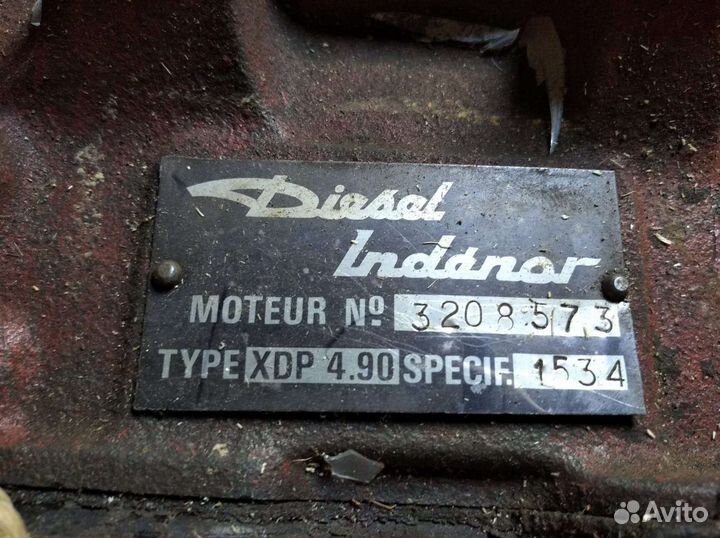 Diesel
Indénor
MOTEUR Nº 3208573
TYPE XDP 4.90 SPECIF. 1534
Avito